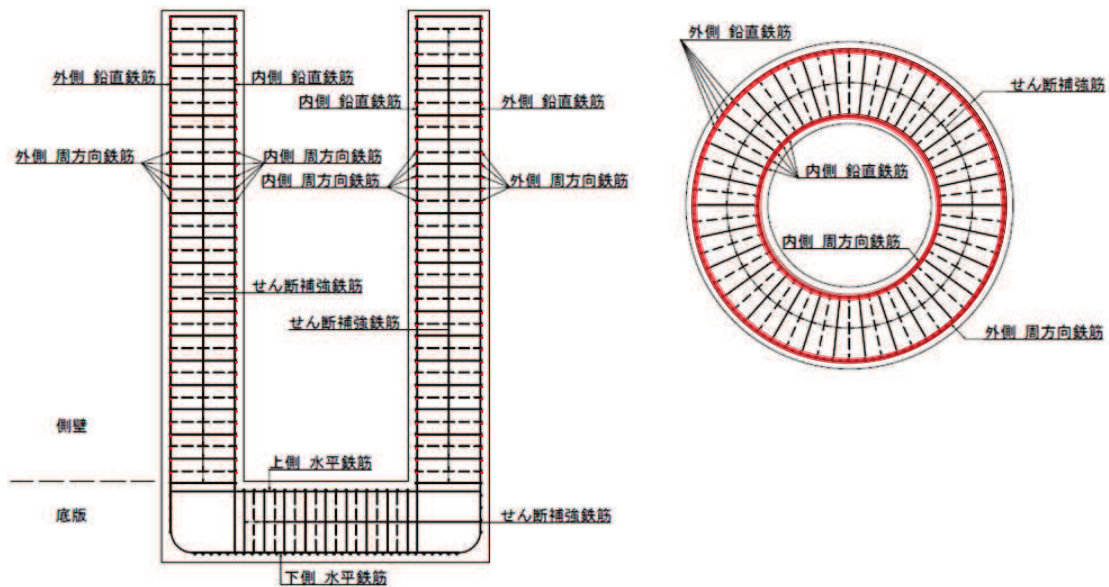 外側 鉛直鉄筋
内側 鉛直鉄筋
内側 鉛直鉄筋
外側 鉛直鉄筋
外側 周方向鉄筋
内側 周方向鉄筋
内側 周方向鉄筋
外側 周方向鉄筋
せん断補強鉄筋
せん断補強鉄筋
側壁
上側 水平鉄筋
底版
せん断補強鉄筋
下側 水平鉄筋
外側 鉛直鉄筋
せん断補強筋
内側 鉛直鉄筋
内側 周方向鉄筋
外側 周方向鉄筋